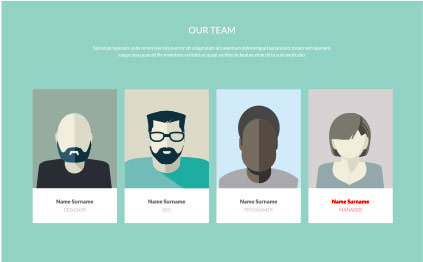 OUR TEAM
Sed ut perspiciatis unde omnis iste natus error sit voluptatem accusantium doloremque laudantium, totam rem aperiam,
eaque ipsa quae ab illo inventore veritatis et quasi architecto beatae vitae dicta sunt explicabo.
Name Surname
DESIGNER
Name Surname
SEO
Name Surname
PROGRAMER
Name Surname
MANAGER